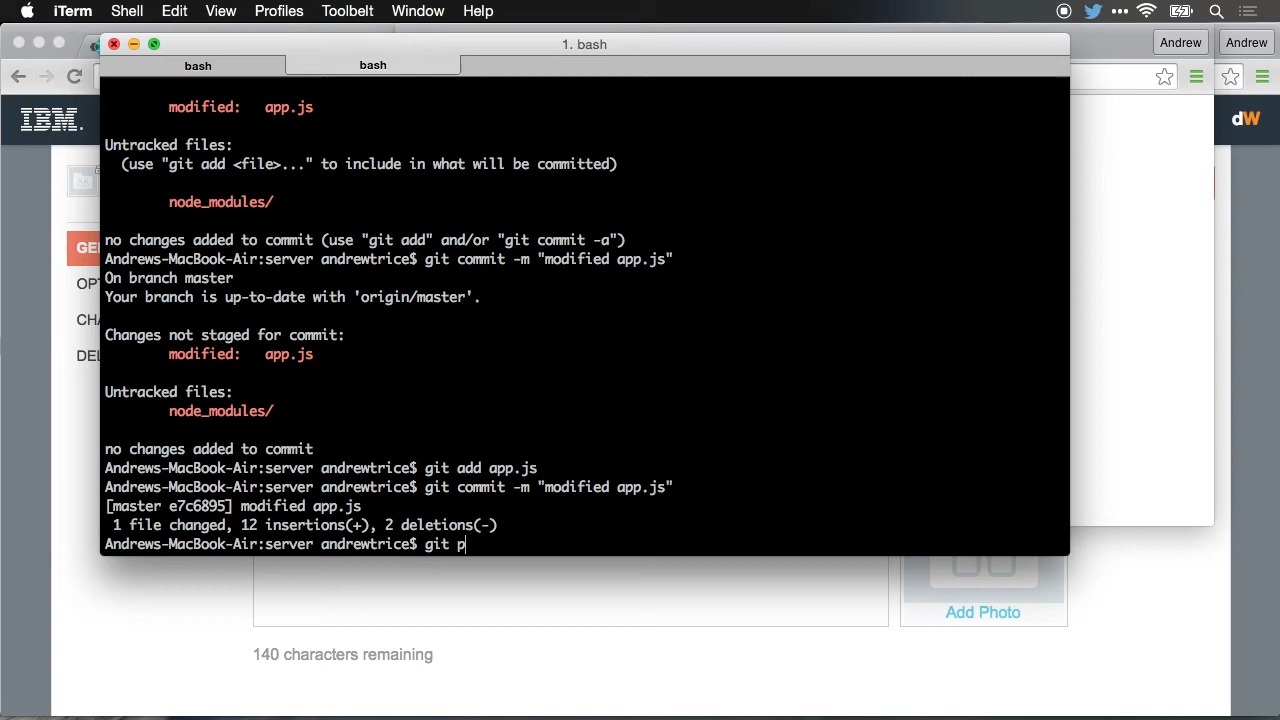 iTerm Shell Edit View Profiles Toolbelt Window Help
1. bash
Andrew Andrew
bash bash
IBM
dW
modified: app.js
Untracked files:
(use "git add <file>..." to include in what will be committed)
node_modules/
no changes added to commit (use "git add" and/or "git commit -a")
Andrews-MacBook-Air:server andrewtrice$ git commit -m "modified app.js"
On branch master
Your branch is up-to-date with 'origin/master'.
Changes not staged for commit:
modified: app.js
Untracked files:
node_modules/
no changes added to commit
Andrews-MacBook-Air:server andrewtrice$ git add app.js
Andrews-MacBook-Air:server andrewtrice$ git commit -m "modified app.js"
[master e7c6895] modified app.js
1 file changed, 12 insertions(+), 2 deletions(-)
Andrews-MacBook-Air:server andrewtrice$ git p
GE
OPT
CHA
DEL
Add Photo
140 characters remaining